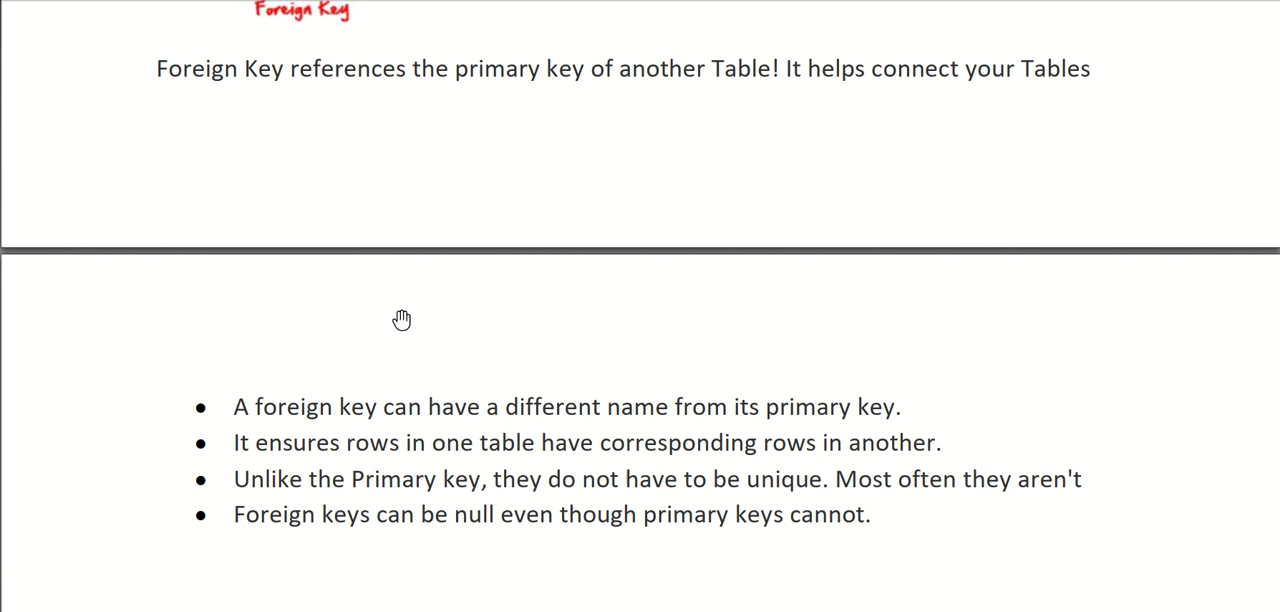 Foreign Key
Foreign Key references the primary key of another Table! It helps connect your Tables
● A foreign key can have a different name from its primary key.
● It ensures rows in one table have corresponding rows in another.
● Unlike the Primary key, they do not have to be unique. Most often they aren't
● Foreign keys can be null even though primary keys cannot.